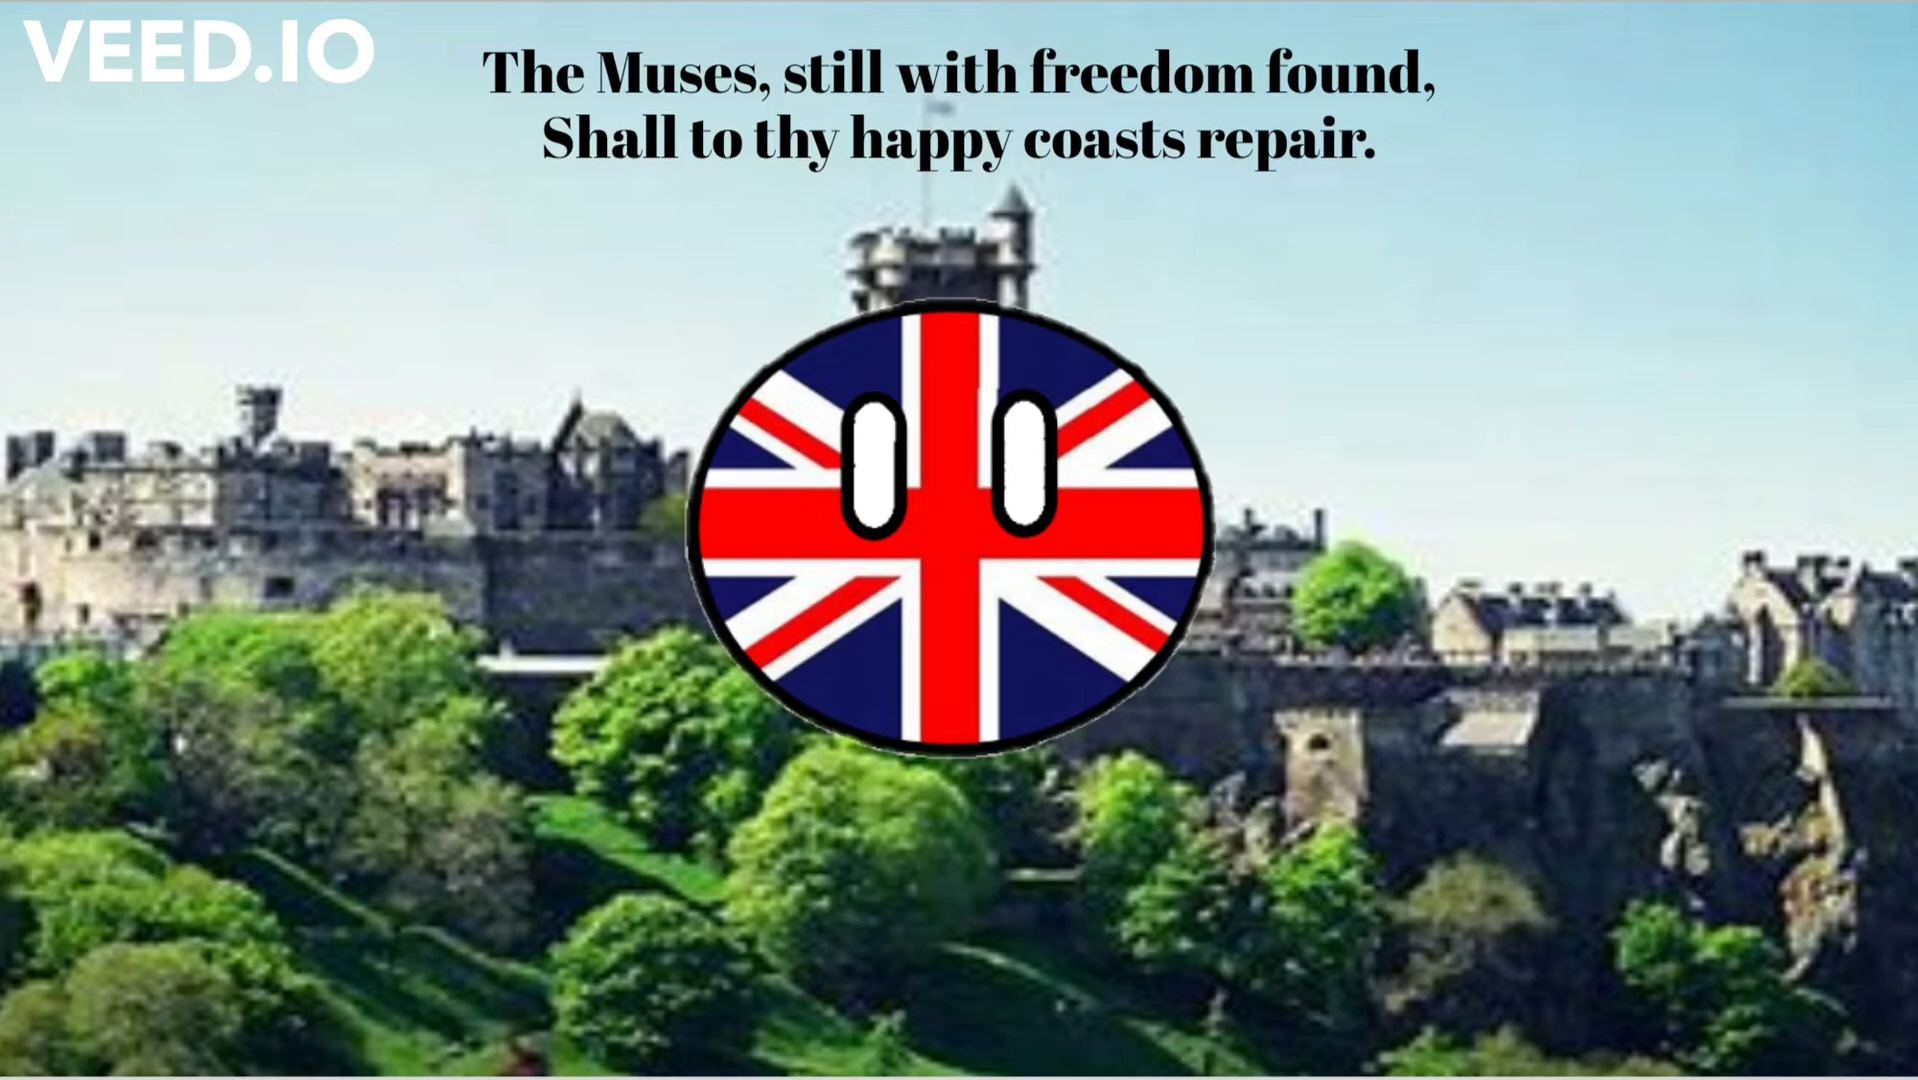 VEED.IO
The Muses, still with freedom found,
Shall to thy happy coasts repair.